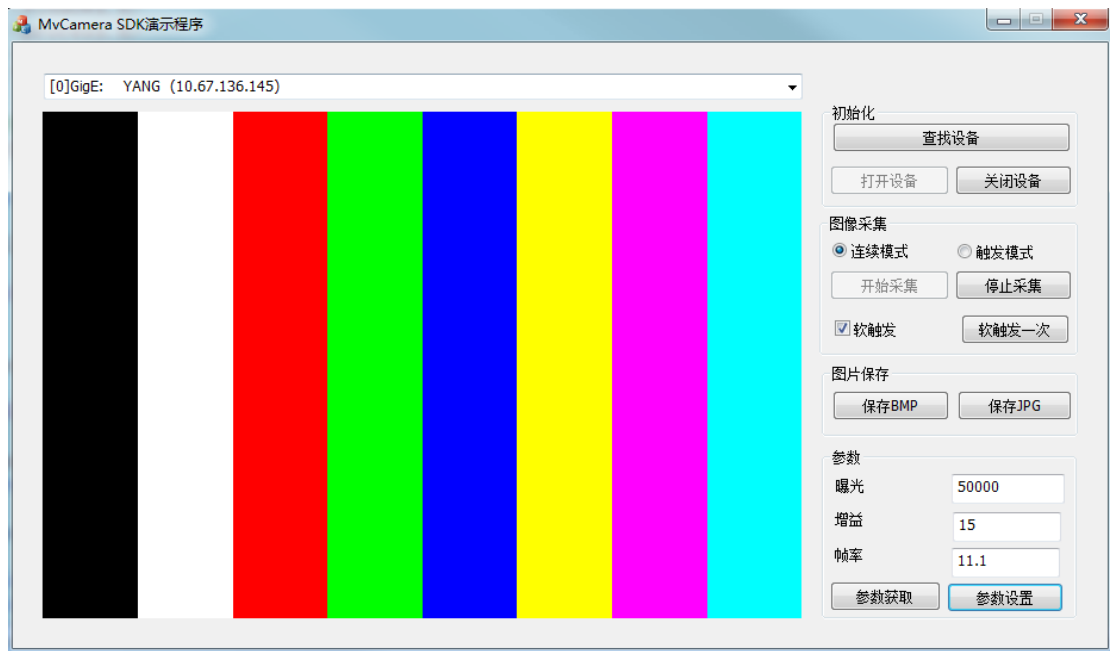 MvCamera SDK演示程序
[0]GigE: YANG (10.67.136.145)
初始化
查找设备
打开设备 关闭设备
图像采集
连续模式 触发模式
开始采集 停止采集
软触发 软触发一次
图片保存
保存BMP 保存JPG
参数
曝光 50000
增益 15
帧率 11.1
参数获取 参数设置